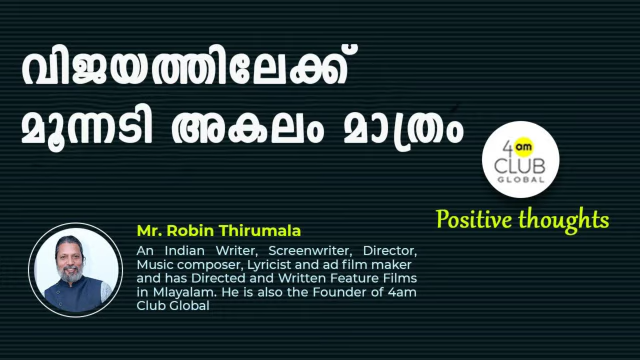 വിജയത്തിലേക്ക്
മൂന്നടി അകലം മാത്രം
4am
CLUB
GLOBAL
Positive thoughts
Mr. Robin Thirumala
An Indian Writer, Screenwriter, Director,
Music composer, Lyricist and ad film maker
and has Directed and Written Feature Films
in Mlayalam. He is also the Founder of 4am
Club Global